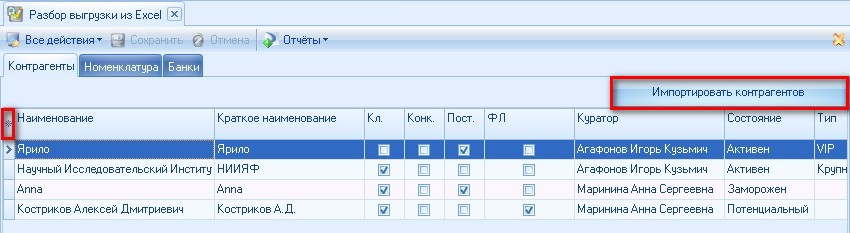 Разбор выгрузки из Excel
Все действия Сохранить Отмена Отчёты
Контрагенты Номенклатура Банки
Импортировать контрагентов
Наименование Краткое наименование Кл. Конк. Пост. ФЛ Куратор Состояние Тип
Ярило Ярило Агафонов Игорь Кузьмич Активен VIP
Научный Исследовательский Институ НИИЯФ Агафонов Игорь Кузьмич Активен Крупн
Anna Anna Маринина Анна Сергеевна Заморожен
Костриков Алексей Дмитриевич Костриков А.Д. Маринина Анна Сергеевна Потенциальный